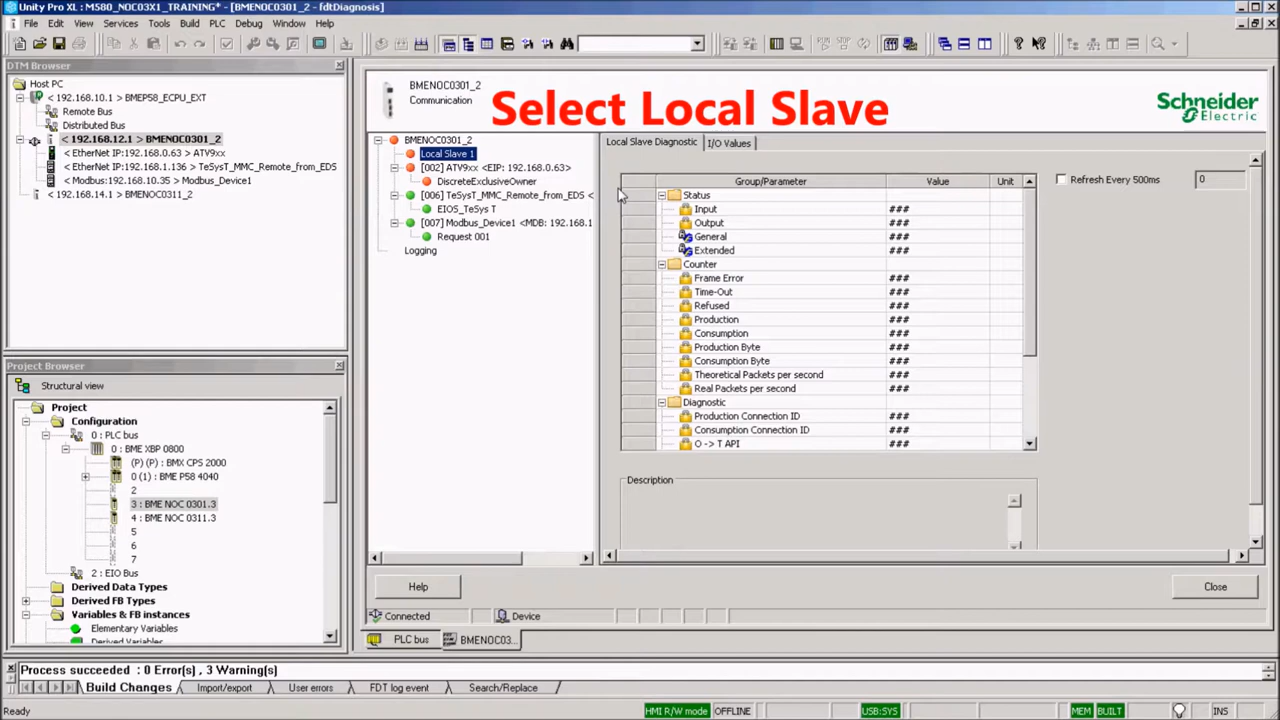 Unity Pro XL : M580_NOC03X1_TRAINING* - [BMENOC0301_2 - fdtDiagnosis]
File Edit View Services Tools Build PLC Debug Window Help
DTM Browser
Host PC
< 192.168.10.1 > BMEP58_ECPU_EXT
Remote Bus
Distributed Bus
< 192.168.12.1 > BMENOC0301_2
< EtherNet IP:192.168.0.63 > ATV9xx
< EtherNet IP:192.168.1.136 > TeSysT_MMC_Remote_from_EDS
< Modbus:192.168.10.35 > Modbus_Device1
< 192.168.14.1 > BMENOC0311_2
Project Browser
Structural view
Project
Configuration
0 : PLC bus
0 : BME XBP 0800
(P) (P) : BMX CPS 2000
0 (1) : BME P58 4040
2
3 : BME NOC 0301.3
4 : BME NOC 0311.3
5
6
7
2 : EIO Bus
Derived Data Types
Derived FB Types
Variables & FB instances
Elementary Variables
Derived Variables
BMENOC0301_2
Communication
Select Local Slave
Schneider
Electric
BMENOC0301_2
Local Slave 1
[002] ATV9xx <EIP: 192.168.0.63>
DiscreteExclusiveOwner
[006] TeSysT_MMC_Remote_from_EDS <
EIOS_TeSys T
[007] Modbus_Device1 <MDB: 192.168.1
Request 001
Logging
Local Slave Diagnostic I/O Values
Group/Parameter Value Unit
Status
Input ###
Output ###
General ###
Extended ###
Counter
Frame Error ###
Time-Out ###
Refused ###
Production ###
Consumption ###
Production Byte ###
Consumption Byte ###
Theoretical Packets per second ###
Real Packets per second ###
Diagnostic
Production Connection ID ###
Consumption Connection ID ###
O -> T API ###
Refresh Every 500ms 0
Description
Help Close
Connected Device
PLC bus BMENOC03...
Process succeeded : 0 Error(s) , 3 Warning(s)
Build Changes Import/export User errors FDT log event Search/Replace
Ready HMI R/W mode OFFLINE USB:SYS MEM BUILT INS